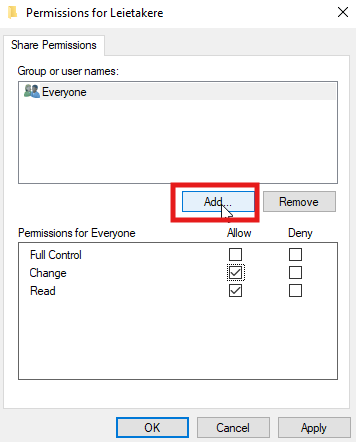 Permissions for Leietakere
Share Permissions
Group or user names:
Everyone
Add...
Remove
Permissions for Everyone Allow Deny
Full Control
Change
Read
OK Cancel Apply